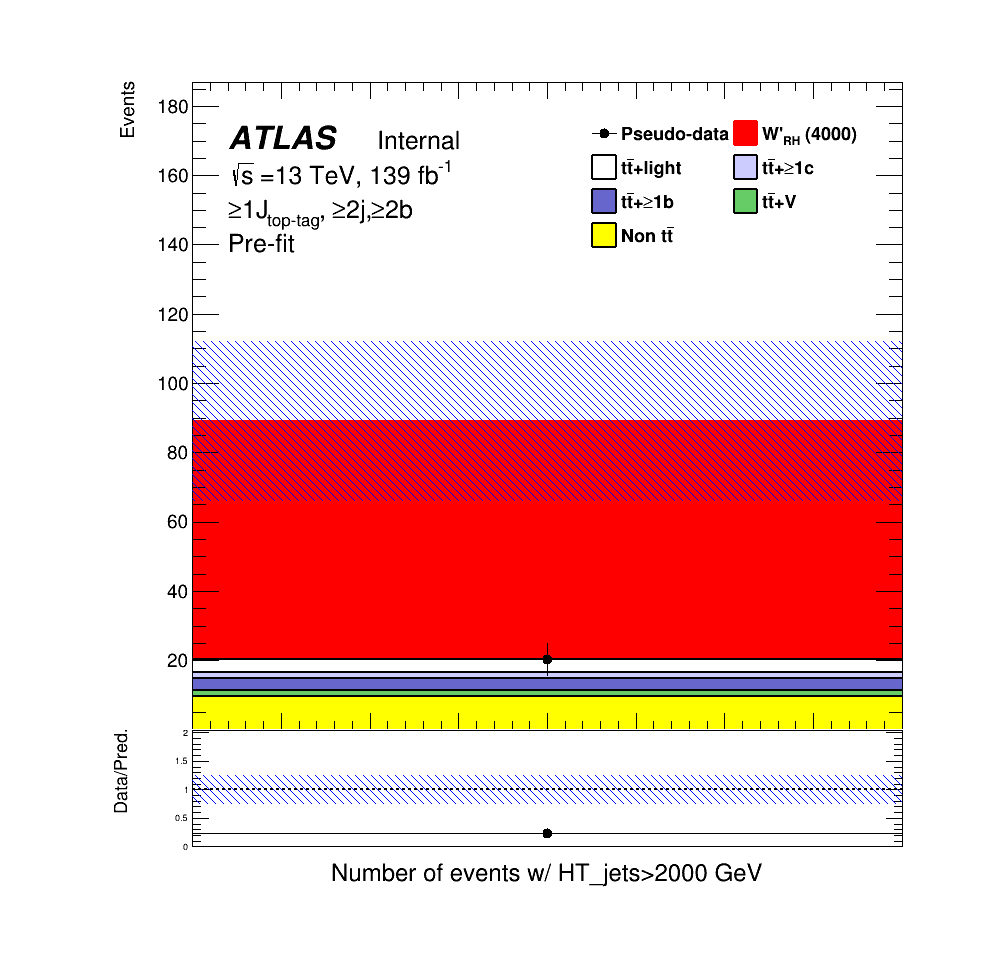 Events
180
160
140
120
100
80
60
40
20
ATLAS Internal
√s =13 TeV, 139 fb⁻¹
≥1J_top-tag, ≥2j,≥2b
Pre-fit
Pseudo-data
W'_RH (4000)
tt̄+light
tt̄+≥1c
tt̄+≥1b
tt̄+V
Non tt̄
Data/Pred.
2
1.5
1
0.5
0
Number of events w/ HT_jets>2000 GeV